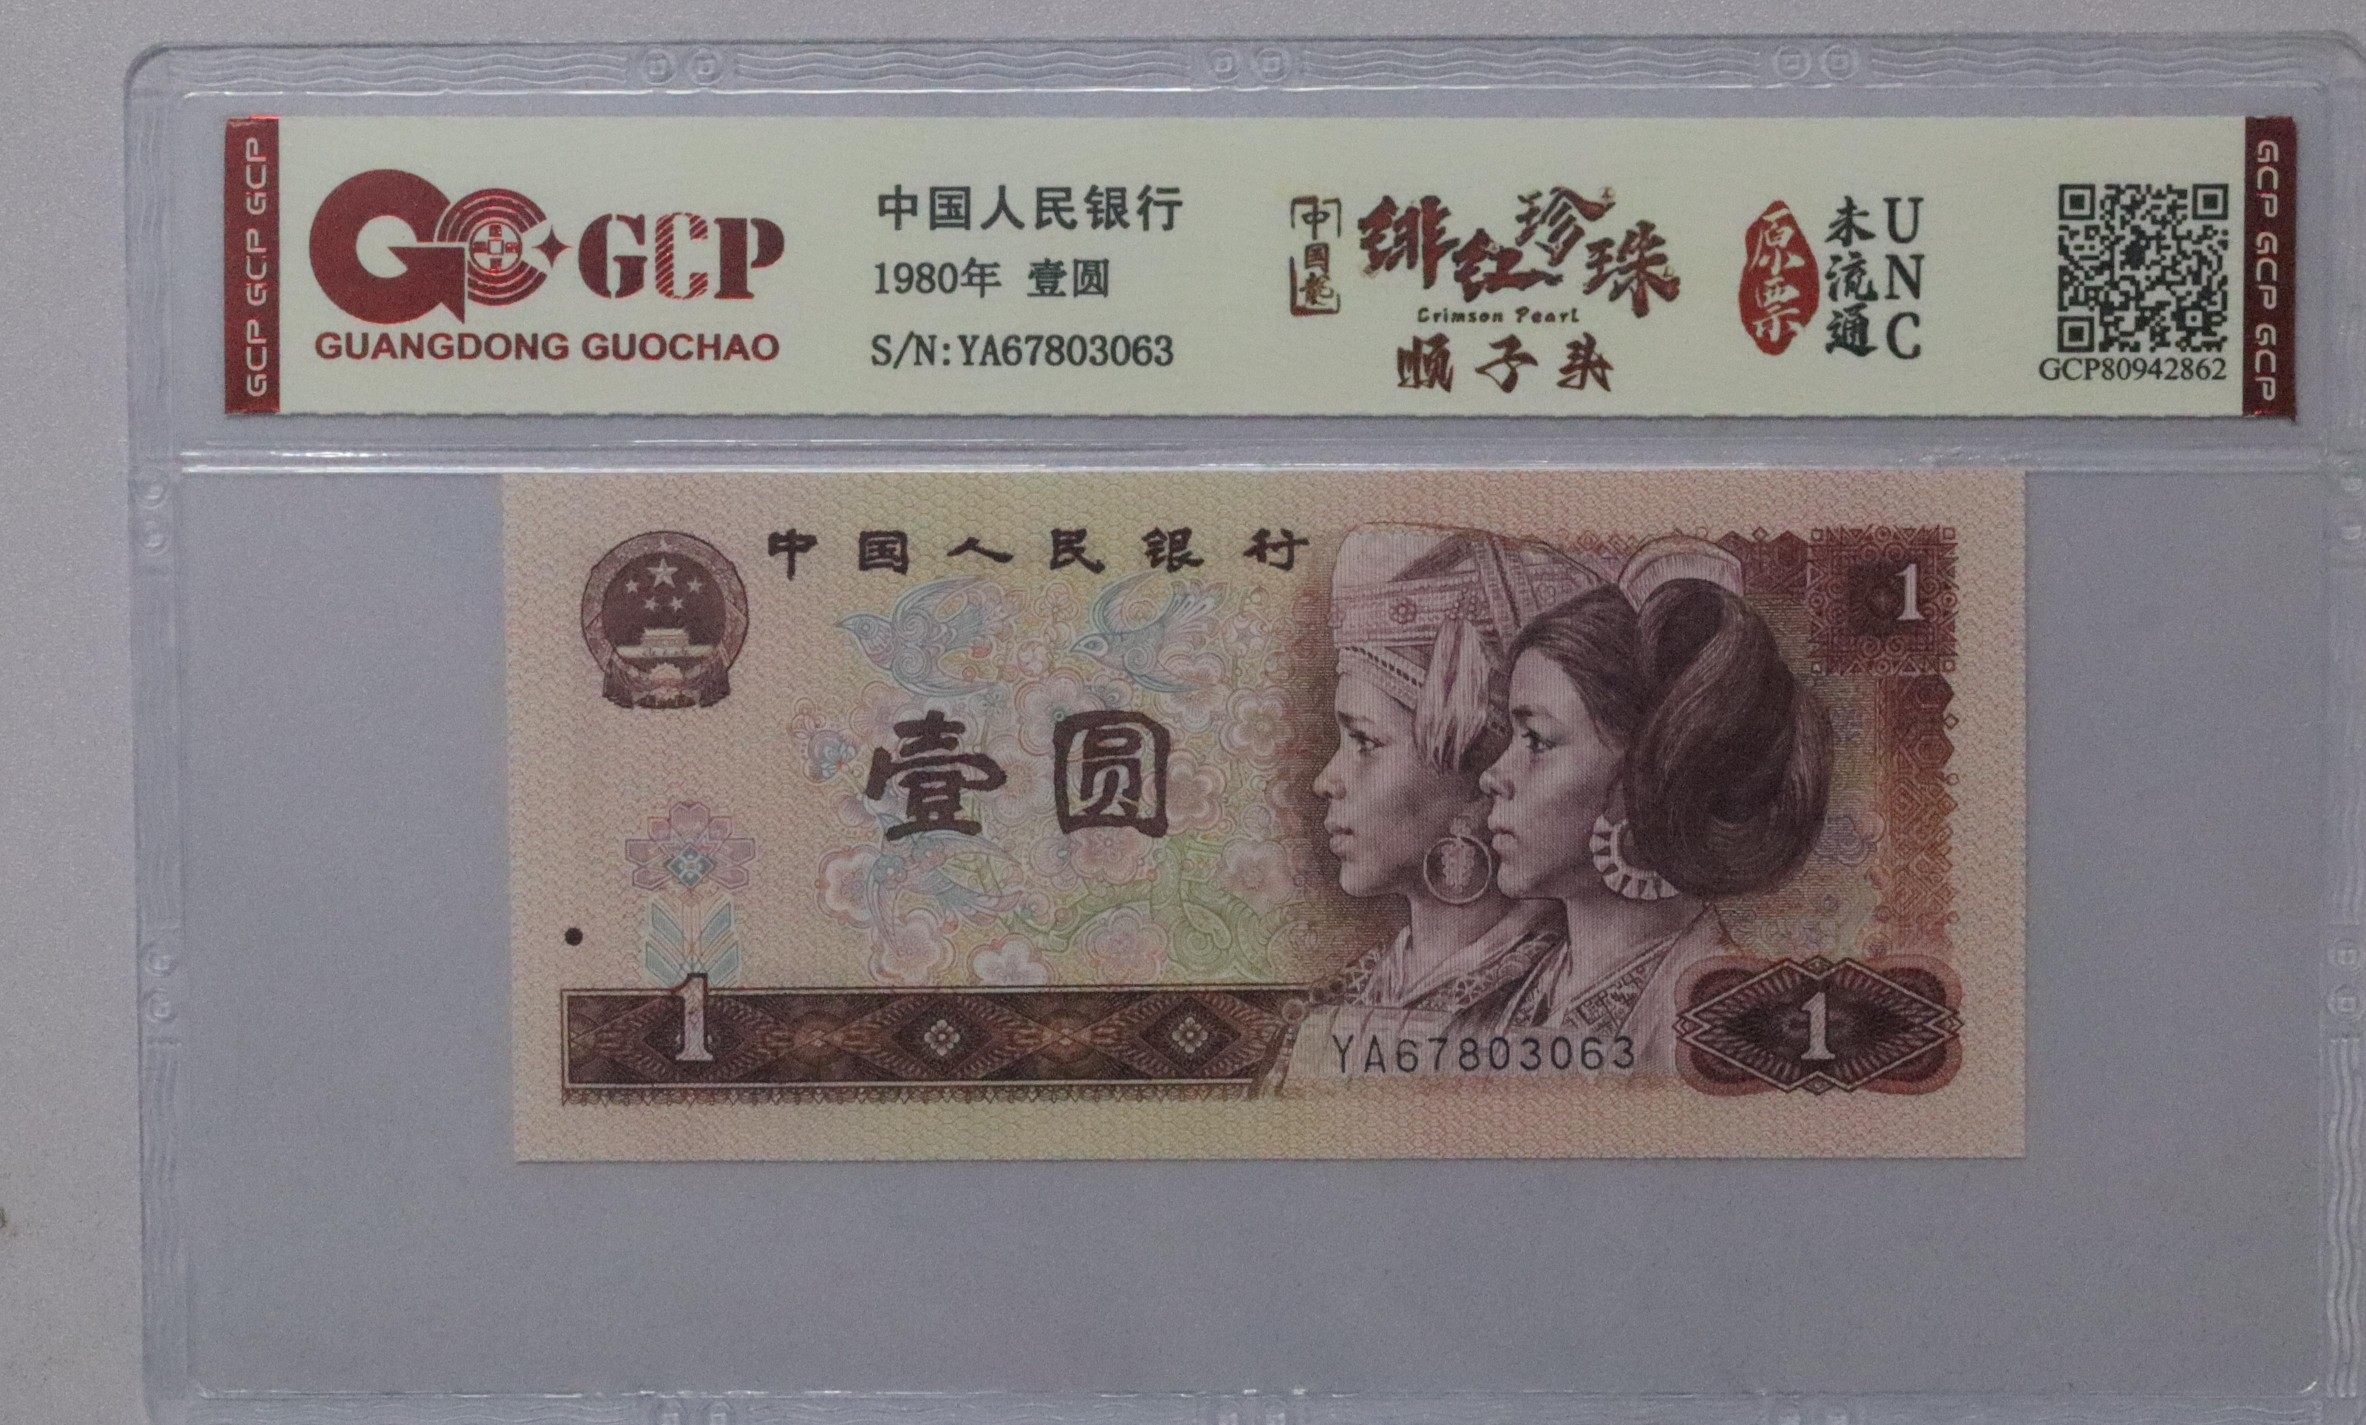 GCP GCP GCP
GCP
GUANGDONG GUOCHAO
中国人民银行
1980年 壹圆
S/N:YA67803063
中国龙
绯红珍珠
Crimson Pearl
顺子头
原票
未流通
UNC
GCP80942862
GCP GCP GCP
中国人民银行
1
壹圆
1
YA67803063
1